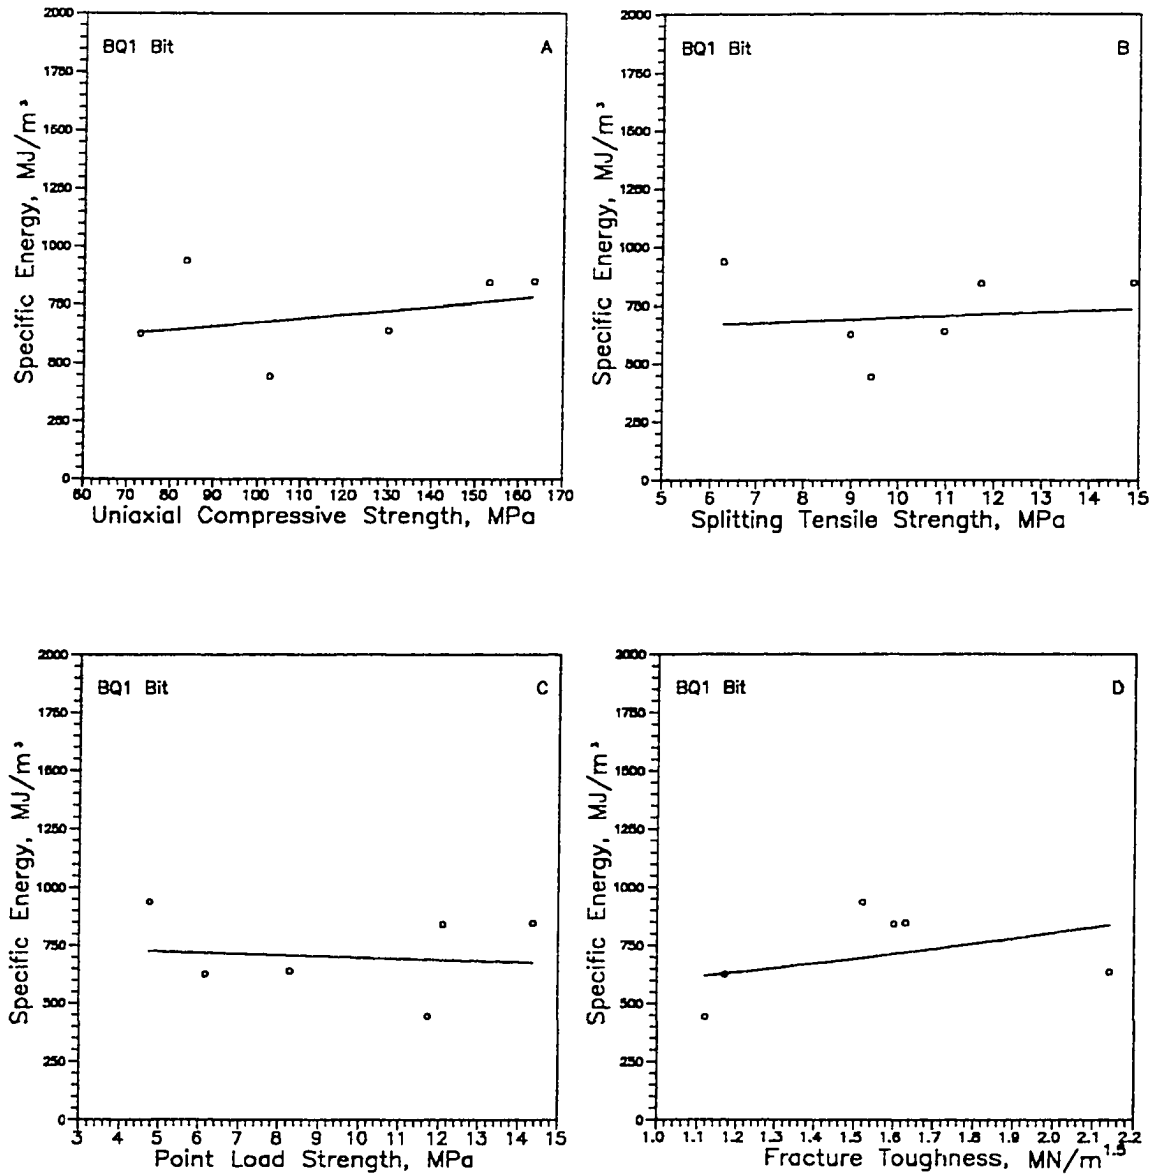 2000
BQ1 Bit
A
1750
1500
1250
1000
750
500
250
0
Specific Energy, MJ/m³
60 70 80 90 100 110 120 130 140 150 160 170
Uniaxial Compressive Strength, MPa
2000
BQ1 Bit
B
1750
1500
1250
1000
750
500
250
0
Specific Energy, MJ/m³
5 6 7 8 9 10 11 12 13 14 15
Splitting Tensile Strength, MPa
2000
BQ1 Bit
C
1750
1500
1250
1000
750
500
250
0
Specific Energy, MJ/m³
3 4 5 6 7 8 9 10 11 12 13 14 15
Point Load Strength, MPa
2000
BQ1 Bit
D
1750
1500
1250
1000
750
500
250
0
Specific Energy, MJ/m³
1.0 1.1 1.2 1.3 1.4 1.5 1.6 1.7 1.8 1.9 2.0 2.1 2.2
Fracture Toughness, MN/m¹·⁵